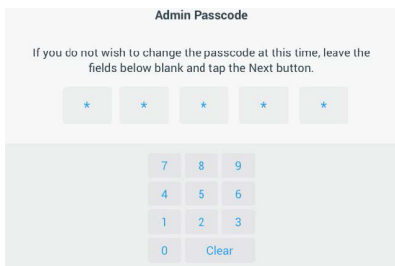 Admin Passcode
If you do not wish to change the passcode at this time, leave the
fields below blank and tap the Next button.
* * * * *
7 8 9
4 5 6
1 2 3
0 Clear